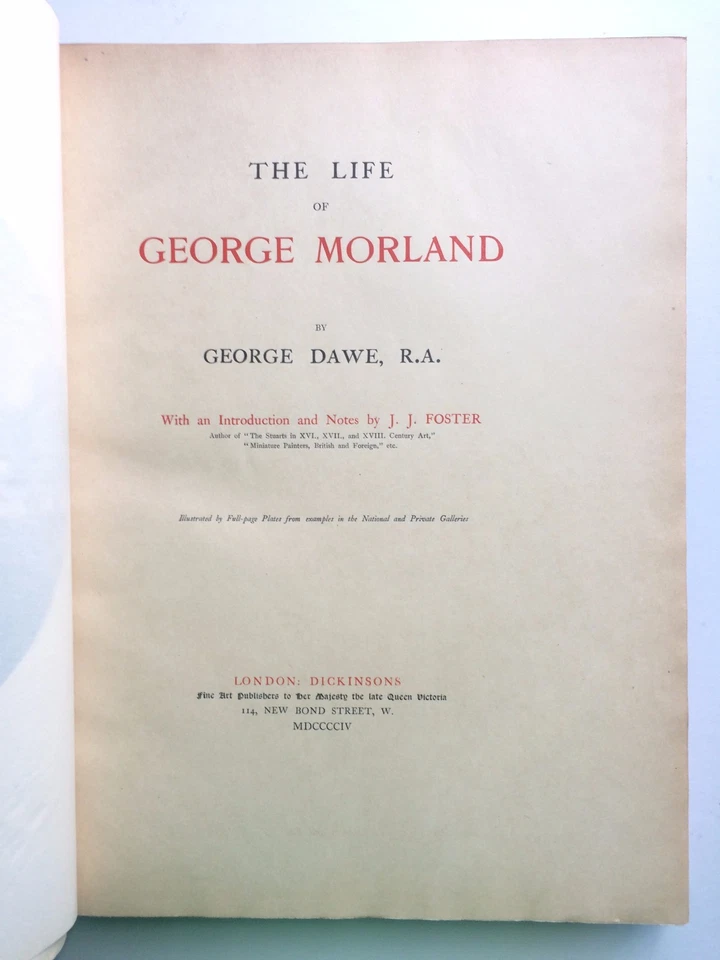 THE LIFE
OF
GEORGE MORLAND
BY
GEORGE DAWE, R.A.
With an Introduction and Notes by J. J. FOSTER
Author of "The Stuarts in XVI., XVII., and XVIII. Century Art,"
"Miniature Painters, British and Foreign," etc.
Illustrated by Full-page Plates from examples in the National and Private Galleries
LONDON: DICKINSONS
Fine Art Publishers to Her Majesty the late Queen Victoria
114, NEW BOND STREET, W.
MDCCCCIV